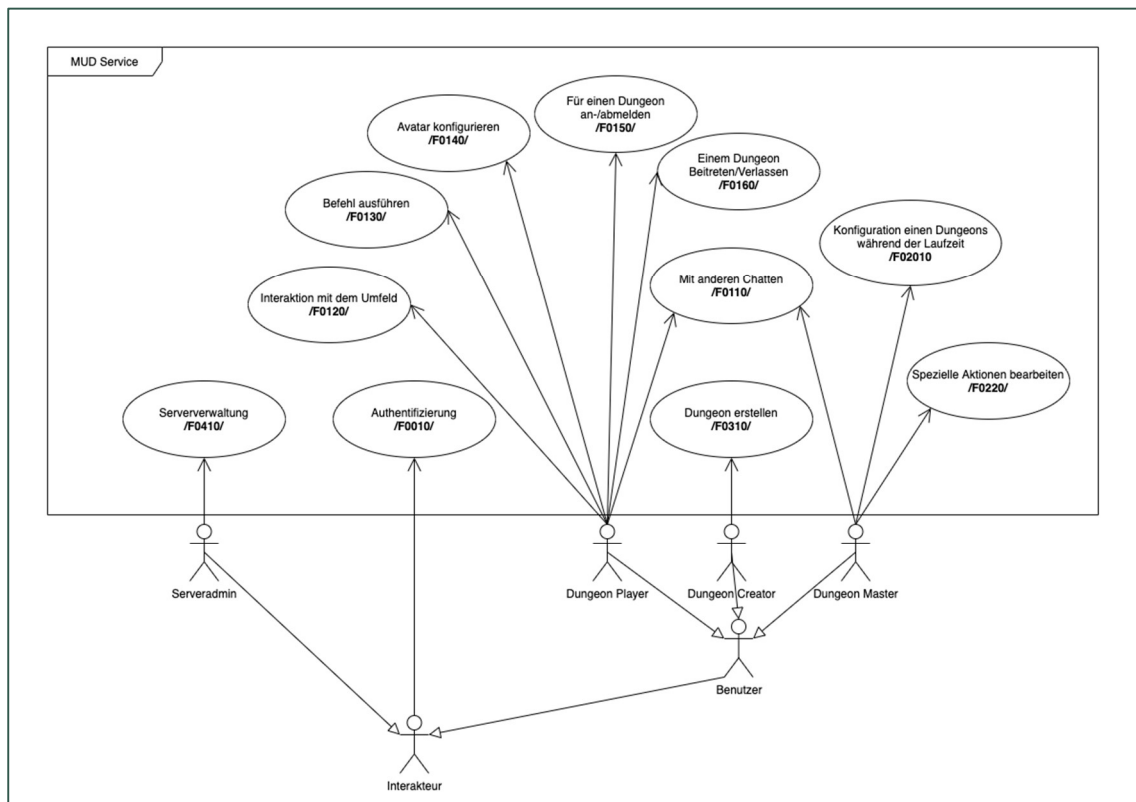 MUD Service
Für einen Dungeon
an-/abmelden
/F0150/
Avatar konfigurieren
/F0140/
Einem Dungeon
Beitreten/Verlassen
/F0160/
Befehl ausführen
/F0130/
Konfiguration einen Dungeons
während der Laufzeit
/F02010
Interaktion mit dem Umfeld
/F0120/
Mit anderen Chatten
/F0110/
Spezielle Aktionen bearbeiten
/F0220/
Serververwaltung
/F0410/
Authentifizierung
/F0010/
Dungeon erstellen
/F0310/
Serveradmin
Dungeon Player
Dungeon Creator
Dungeon Master
Benutzer
Interakteur